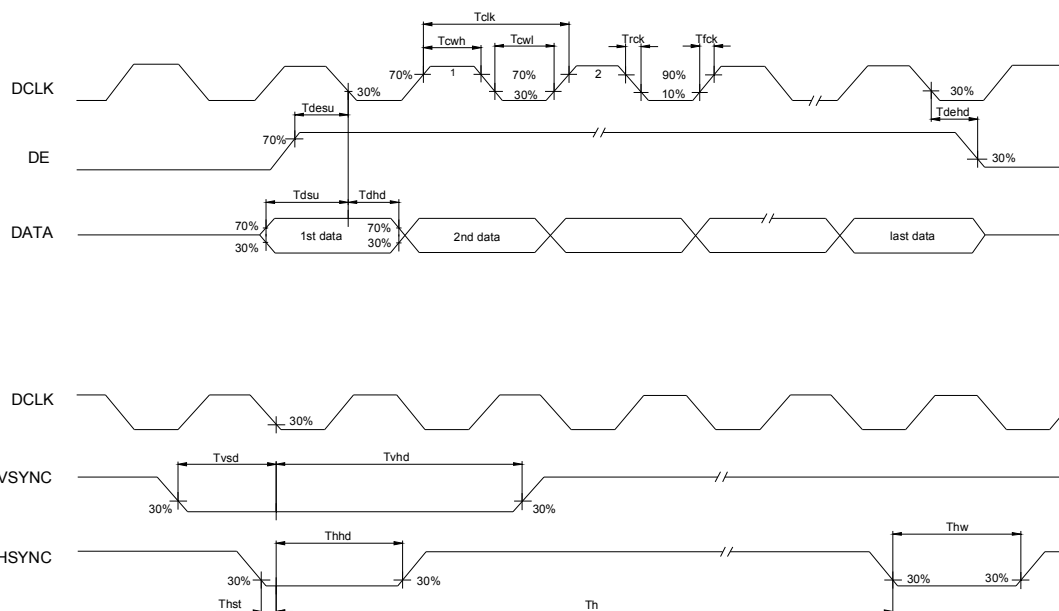 Tclk
Tcwh Tcwl Trck Tfck
DCLK 30% 70% 1 70% 30% 2 90% 10% 30%
Tdesu Tdehd
DE 70% 30%
Tdsu Tdhd
DATA 70% 30% 1st data 70% 30% 2nd data last data
DCLK 30%
VSYNC Tvsd Tvhd
30% 30%
HSYNC Thhd Thw
30% 30% 30% 30%
Thst Th